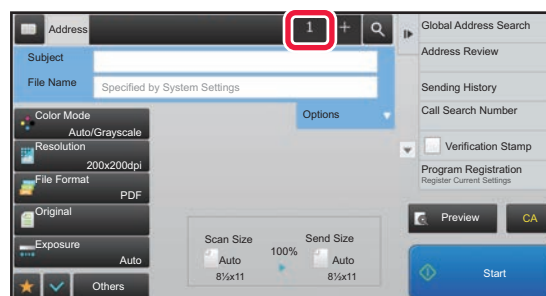 Address
1
+
Subject
File Name
Specified by System Settings
Color Mode
Auto/Grayscale
Resolution
200x200dpi
File Format
PDF
Original
Exposure
Auto
Others
Options
Scan Size
Auto
8½x11
100%
Send Size
Auto
8½x11
Global Address Search
Address Review
Sending History
Call Search Number
Verification Stamp
Program Registration
Register Current Settings
Preview
CA
Start